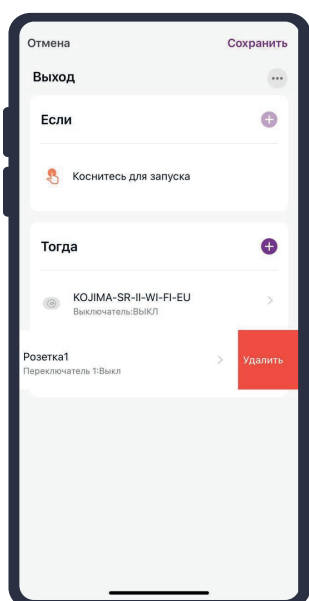 Отмена Сохранить
Выход
Если
Коснитесь для запуска
Тогда
KOJIMA-SR-II-WI-FI-EU
Выключатель:ВЫКЛ
Розетка1
Переключатель 1:Выкл
Удалить